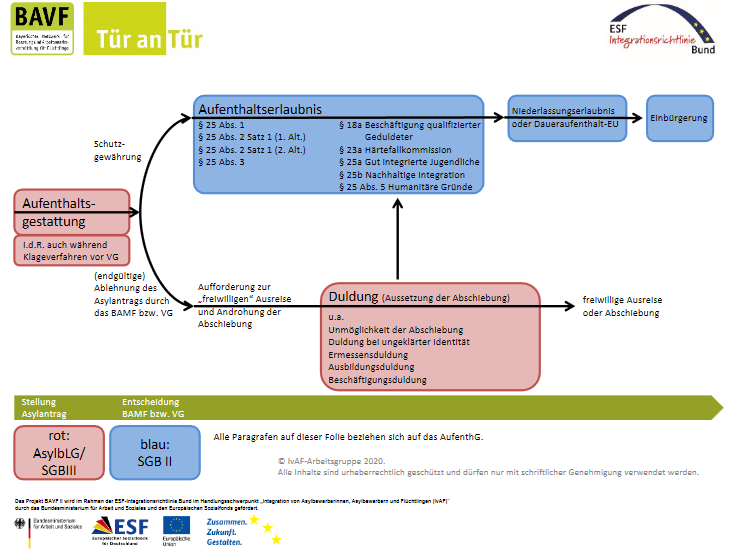 BAVF
Bayerisches Netzwerk für
Beratung und Arbeitsmarkt-
vermittlung für Flüchtlinge
Tür an Tür
ESF
Integrationsrichtlinie
Bund
Aufenthaltserlaubnis
§ 25 Abs. 1
§ 25 Abs. 2 Satz 1 (1. Alt.)
§ 25 Abs. 2 Satz 1 (2. Alt.)
§ 25 Abs. 3
§ 18a Beschäftigung qualifizierter
Geduldeter
§ 23a Härtefallkommission
§ 25a Gut integrierte Jugendliche
§ 25b Nachhaltige Integration
§ 25 Abs. 5 Humanitäre Gründe
Niederlassungserlaubnis
oder Daueraufenthalt-EU
Einbürgerung
Schutz-
gewährung
Aufenthalts-
gestattung
I.d.R. auch während
Klageverfahren vor VG
(endgültige)
Ablehnung des
Asylantrags durch
das BAMF bzw. VG
Aufforderung zur
„freiwilligen" Ausreise
und Androhung der
Abschiebung
Duldung (Aussetzung der Abschiebung)
u.a.
Unmöglichkeit der Abschiebung
Duldung bei ungeklärter Identität
Ermessensduldung
Ausbildungsduldung
Beschäftigungsduldung
freiwillige Ausreise
oder Abschiebung
Stellung
Asylantrag
Entscheidung
BAMF bzw. VG
rot:
AsylbLG/
SGBIII
blau:
SGB II
Alle Paragrafen auf dieser Folie beziehen sich auf das AufenthG.
© IvAF-Arbeitsgruppe 2020.
Alle Inhalte sind urheberrechtlich geschützt und dürfen nur mit schriftlicher Genehmigung verwendet werden.
Das Projekt BAVF II wird im Rahmen der ESF-Integrationsrichtlinie Bund im Handlungsschwerpunkt „Integration von Asylbewerberinnen, Asylbewerbern und Flüchtlingen (IvAF)"
durch das Bundesministerium für Arbeit und Soziales und den Europäischen Sozialfonds gefördert.
Bundesministerium
für Arbeit und Soziales
ESF
Europäischer Sozialfonds
für Deutschland
Europäische
Union
Zusammen.
Zukunft.
Gestalten.